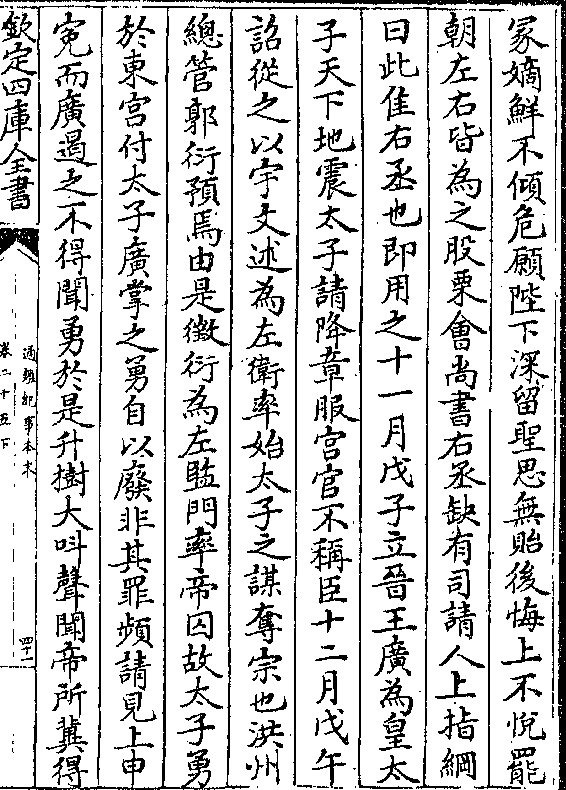 冡嫡鮮不傾危願陛下深留聖思無貽後悔上不悦罷
朝左右皆為之股栗會尚書右丞缺有司請人上指綱
曰此佳右丞也即用之十一月戊子立晉王廣為皇太
子天下地震太子請降章服宫官不稱臣十二月戊午
詔從之以宇文述為左衛率始太子之謀奪宗也洪州
總管郭衍預焉由是徵衍為左監門率帝囚故太子勇
於東宫付太子廣掌之勇自以廢非其罪頻請見上申
寃而廣遏之不得聞勇於是升樹大呌聲聞帝所冀得
欽定四庫全書
通鑑紀事本末
卷二十五下
四十一